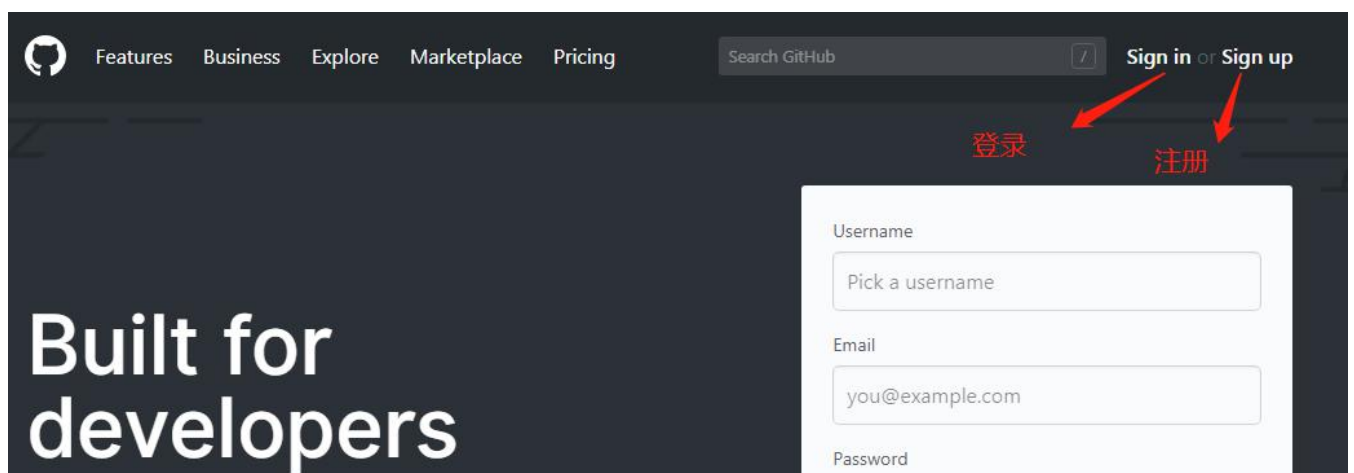 Features Business Explore Marketplace Pricing Search GitHub / Sign in or Sign up
登录
注册
Username
Pick a username
Built for
developers
Email
you@example.com
Password